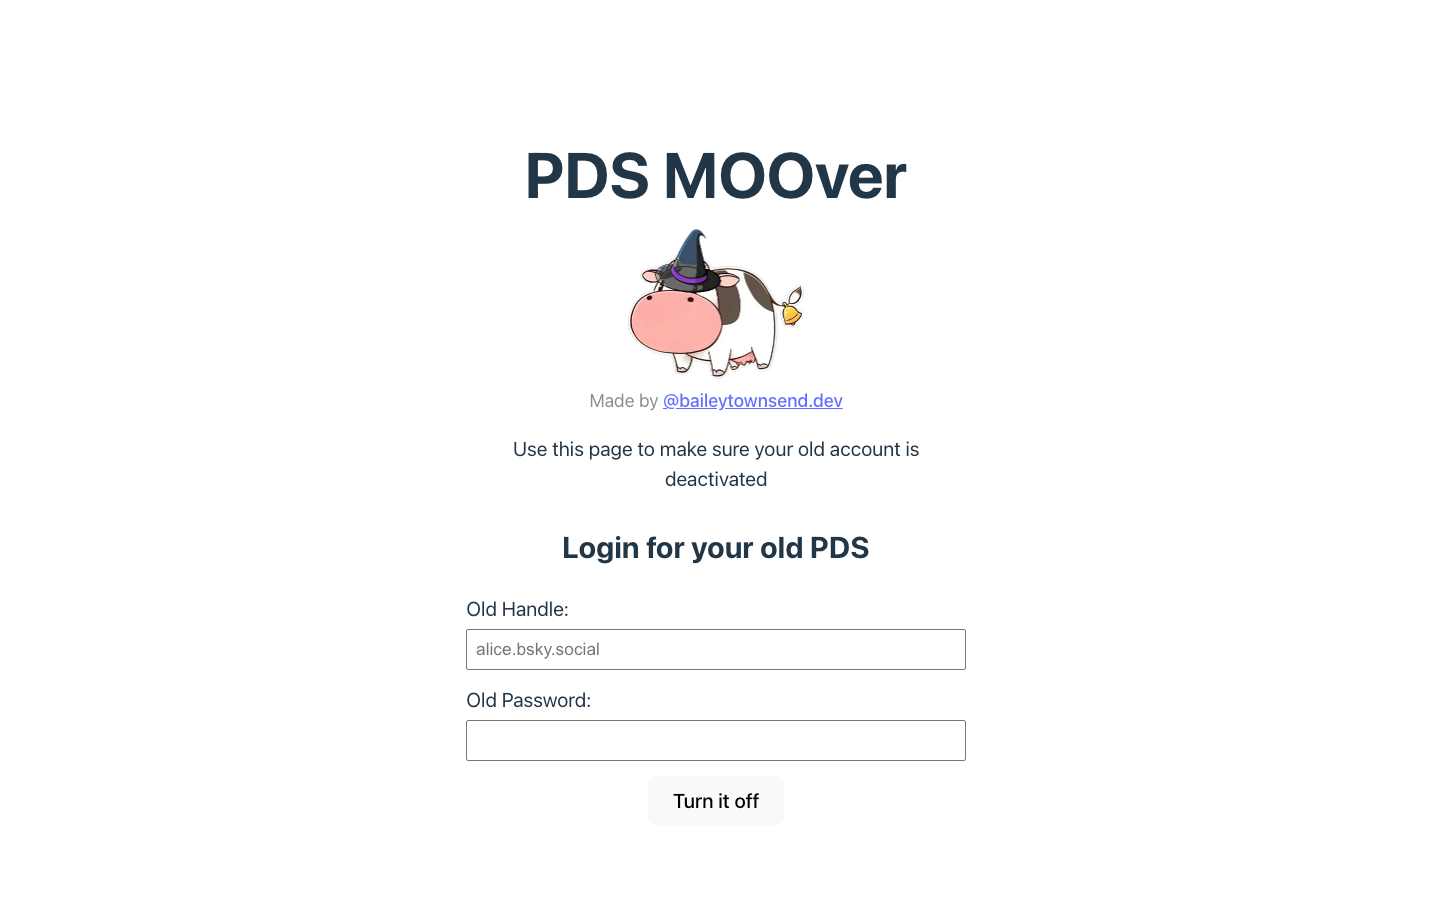 PDS MOOver
Made by @baileytownsend.dev
Use this page to make sure your old account is
deactivated
Login for your old PDS
Old Handle:
alice.bsky.social
Old Password:
Turn it off